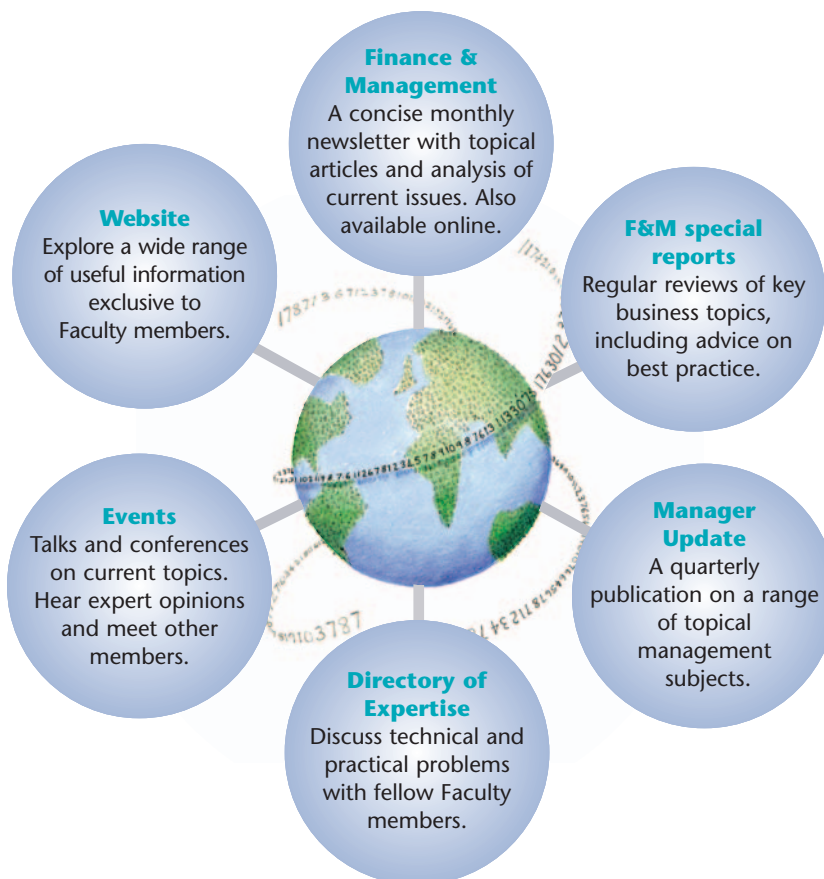 Finance &
Management
A concise monthly
newsletter with topical
articles and analysis of
current issues. Also
available online.
Website
Explore a wide range
of useful information
exclusive to
Faculty members.
F&M special
reports
Regular reviews of key
business topics,
including advice on
best practice.
Events
Talks and conferences
on current topics.
Hear expert opinions
and meet other
members.
Manager
Update
A quarterly
publication on a range
of topical
management
subjects.
Directory of
Expertise
Discuss technical and
practical problems
with fellow Faculty
members.